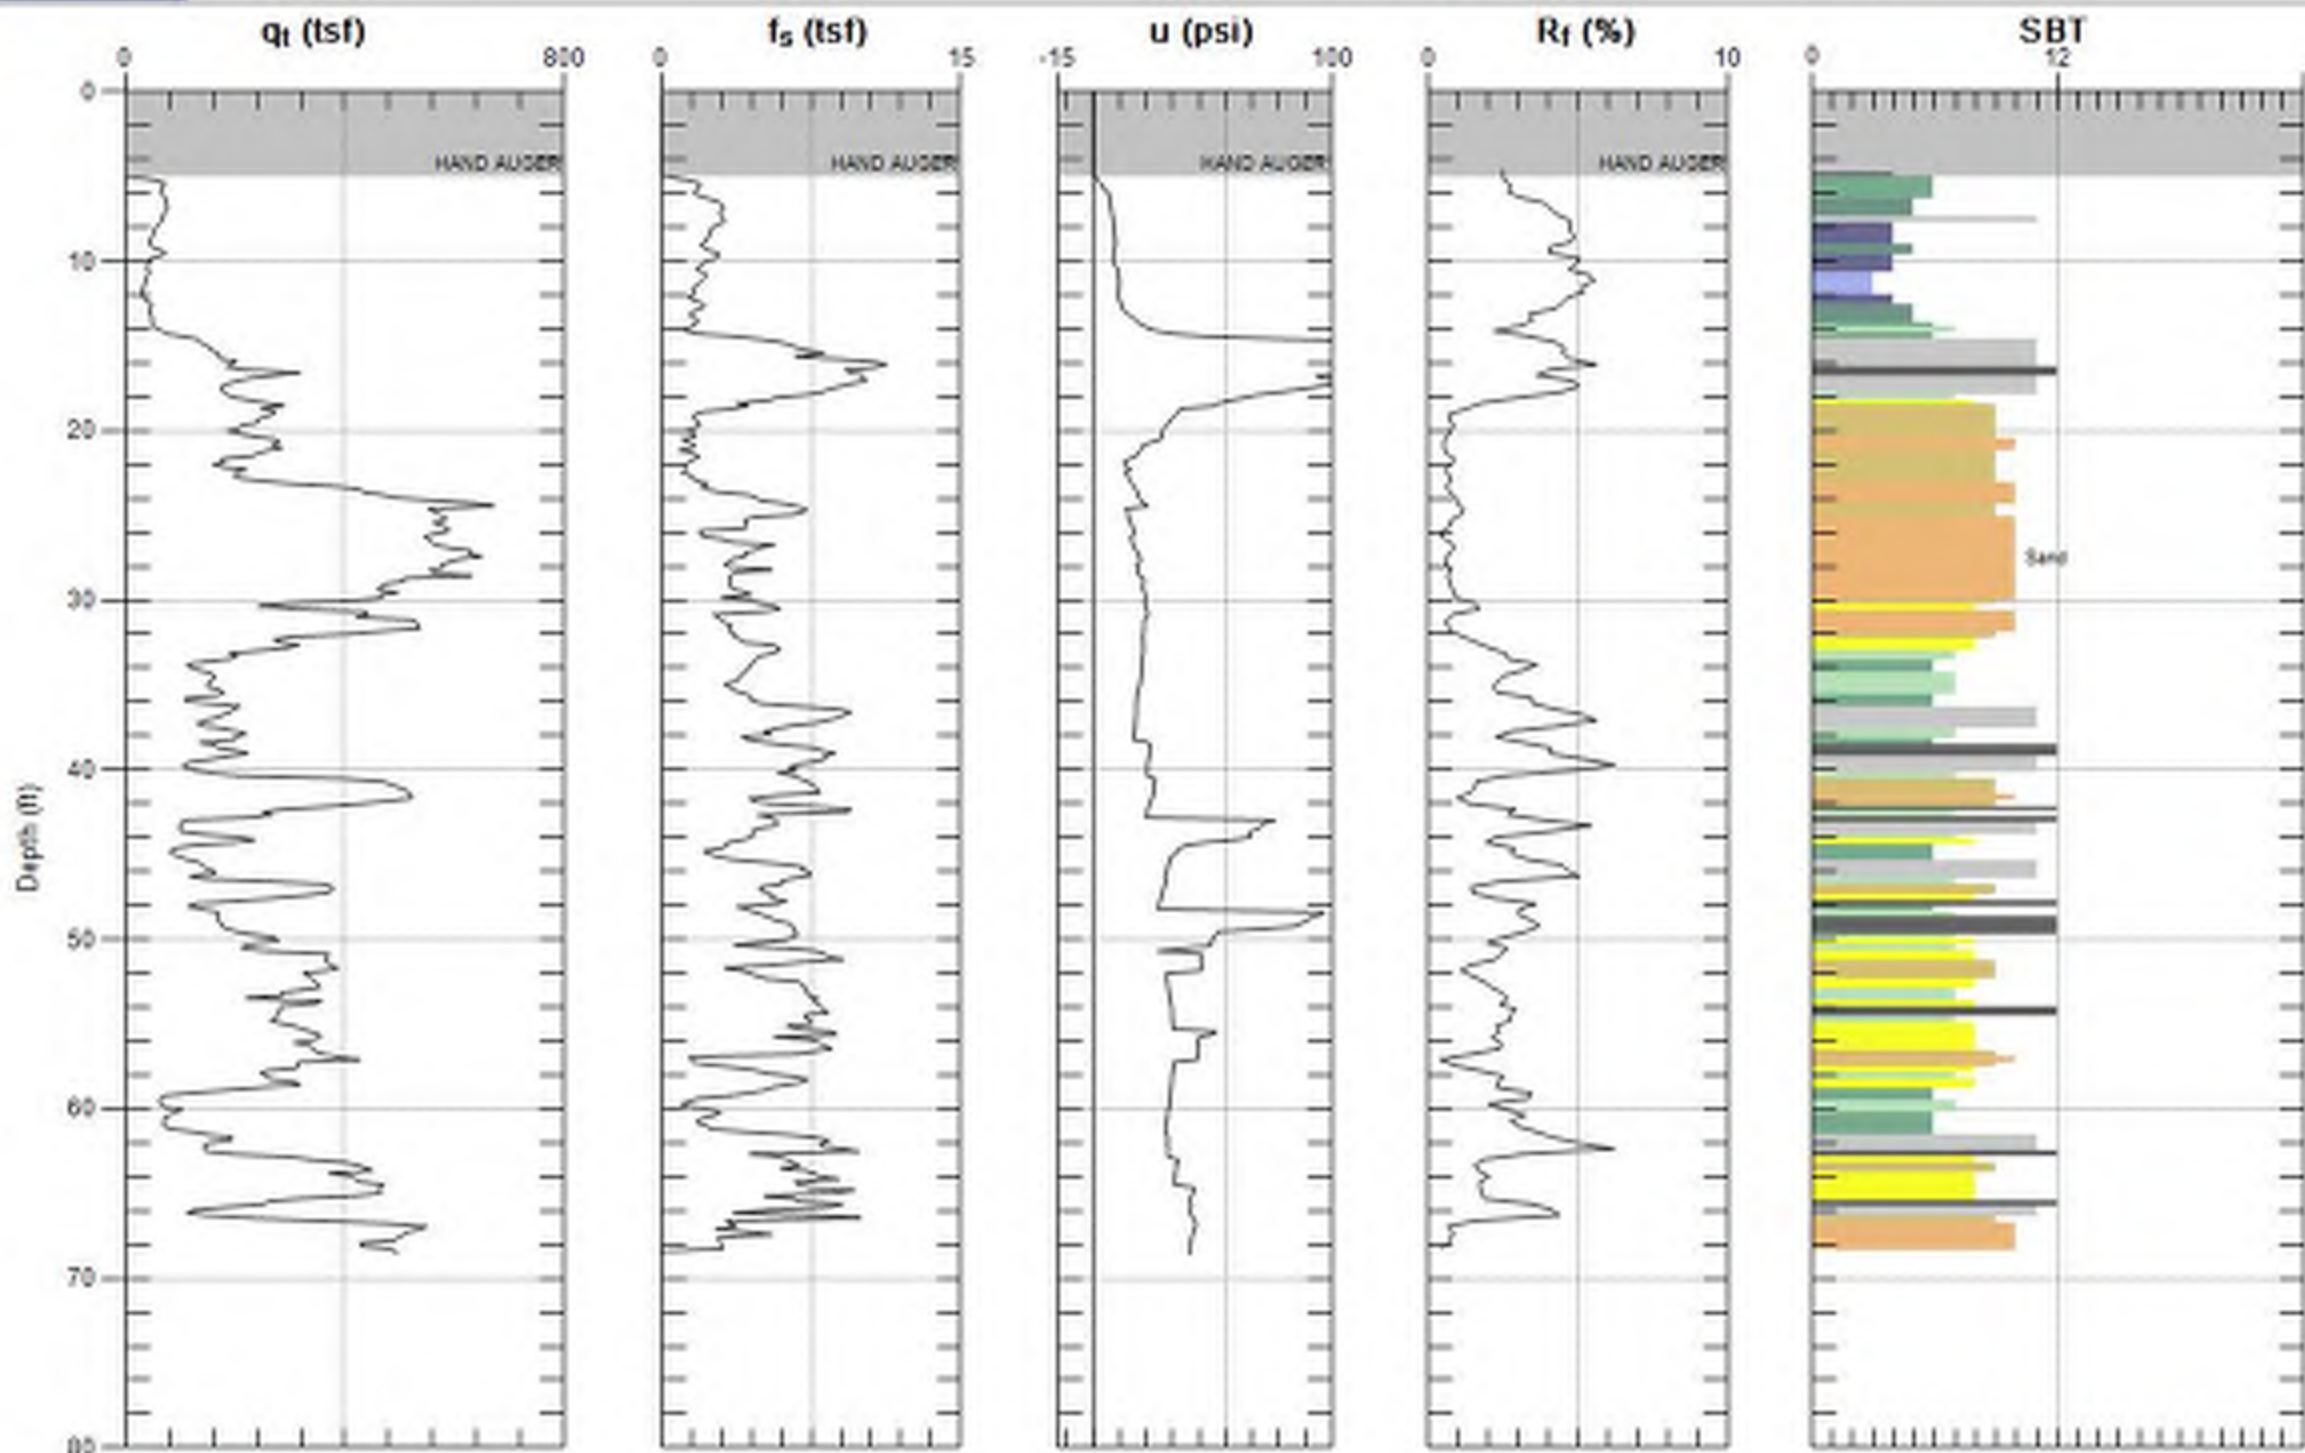 qt (tsf) fs (tsf) u (psi) Rf (%) SBT
0 800 0 15 -15 100 0 10 0 12
0
HAND AUGER HAND AUGER HAND AUGER HAND AUGER
10
20
Sand
30
40
Depth (ft)
50
60
70
80